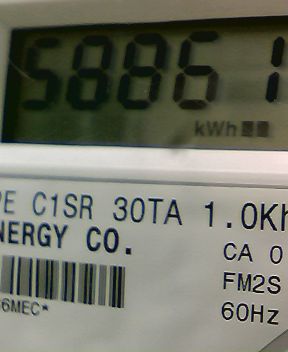 58861
kWh
PE C1SR 30TA 1.0Kh
NERGY CO.
CA 0
FM2S
6MEC*
60Hz